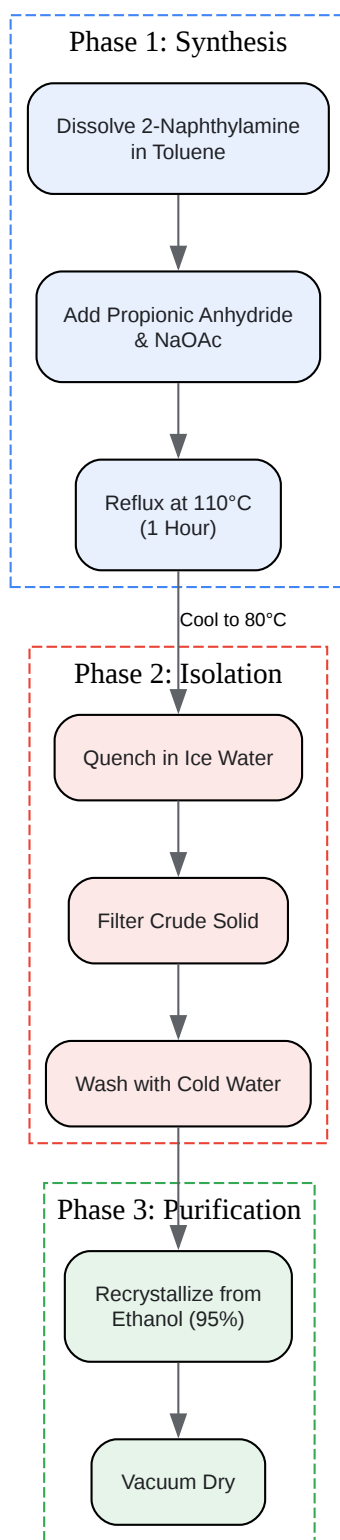 Phase 1: Synthesis
Dissolve 2-Naphthylamine
in Toluene
Add Propionic Anhydride
& NaOAc
Reflux at 110°C
(1 Hour)
Cool to 80°C
Phase 2: Isolation
Quench in Ice Water
Filter Crude Solid
Wash with Cold Water
Phase 3: Purification
Recrystallize from
Ethanol (95%)
Vacuum Dry